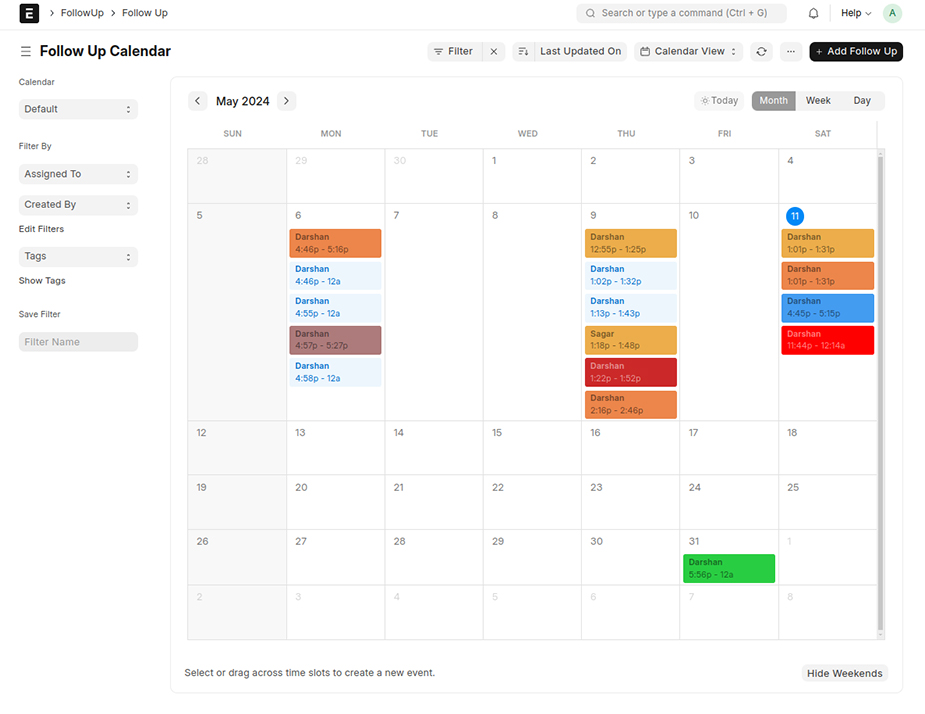 E
FollowUp
Follow Up
Search or type a command (Ctrl + G)
Help
A
Follow Up Calendar
Filter
Last Updated On
Calendar View
...
+ Add Follow Up
Calendar
Default
Filter By
Assigned To
Created By
Edit Filters
Tags
Show Tags
Save Filter
Filter Name
May 2024
Today
Month
Week
Day
SUN MON TUE WED THU FRI SAT
28 29 30 1 2 3 4
5 6 7 8 9 10 11
Darshan
4:46p - 5:16p
Darshan
4:46p - 12a
Darshan
4:55p - 12a
Darshan
4:57p - 5:27p
Darshan
4:58p - 12a
Darshan
12:55p - 1:25p
Darshan
1:02p - 1:32p
Darshan
1:13p - 1:43p
Sagar
1:18p - 1:48p
Darshan
1:22p - 1:52p
Darshan
2:16p - 2:46p
Darshan
1:01p - 1:31p
Darshan
1:01p - 1:31p
Darshan
4:45p - 5:15p
Darshan
11:44p - 12:14a
12 13 14 15 16 17 18
19 20 21 22 23 24 25
26 27 28 29 30 31 1
Darshan
5:56p - 12a
2 3 4 5 6 7 8
Select or drag across time slots to create a new event.
Hide Weekends